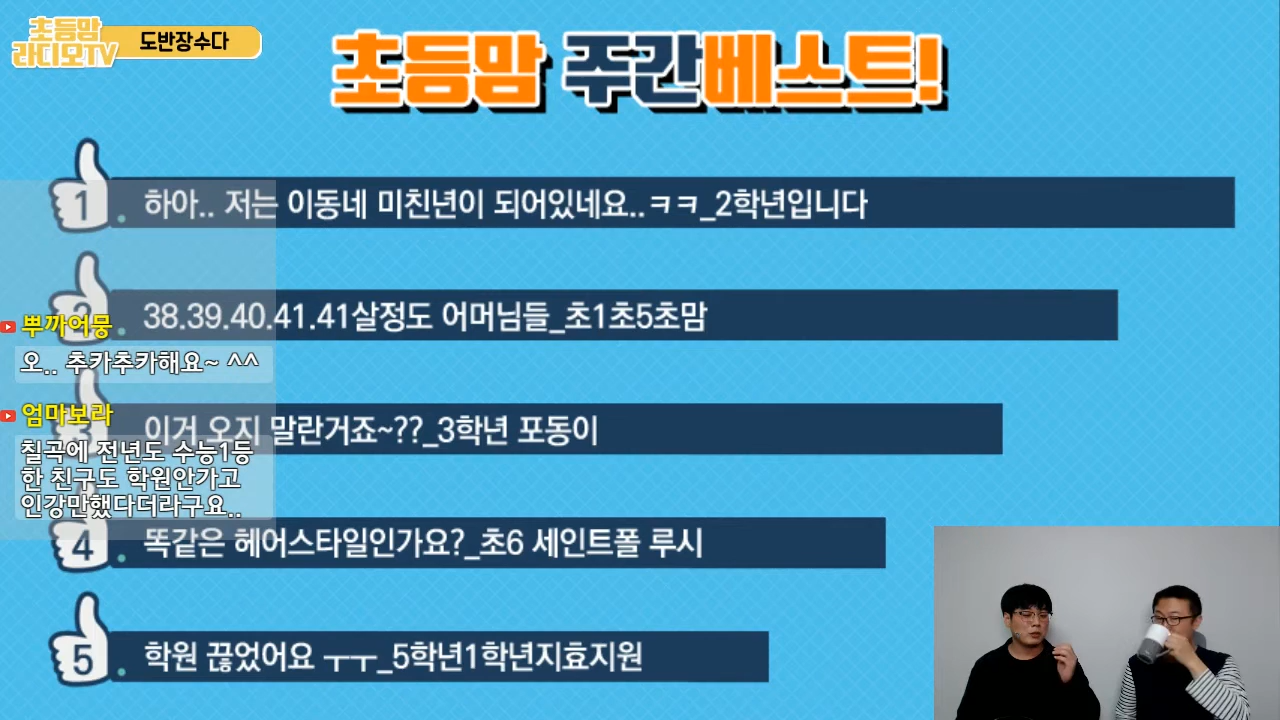 초등맘
라디오TV
도반장수다
초등맘 주간베스트!
1. 하아.. 저는 이동네 미친년이 되어있네요..ㅋㅋ_2학년입니다
2. 38.39.40.41.41살정도 어머님들_초1초5초맘
뿌까어뭉
오.. 추카추카해요~ ^^
3. 이거 오지 말란거죠~??_3학년 포동이
엄마보라
칠곡에 전년도 수능1등
한 친구도 학원안가고
인강만했다더라구요..
4. 똑같은 헤어스타일인가요?_초6 세인트폴 루시
5. 학원 끊었어요 ㅜㅜ_5학년1학년지효지원